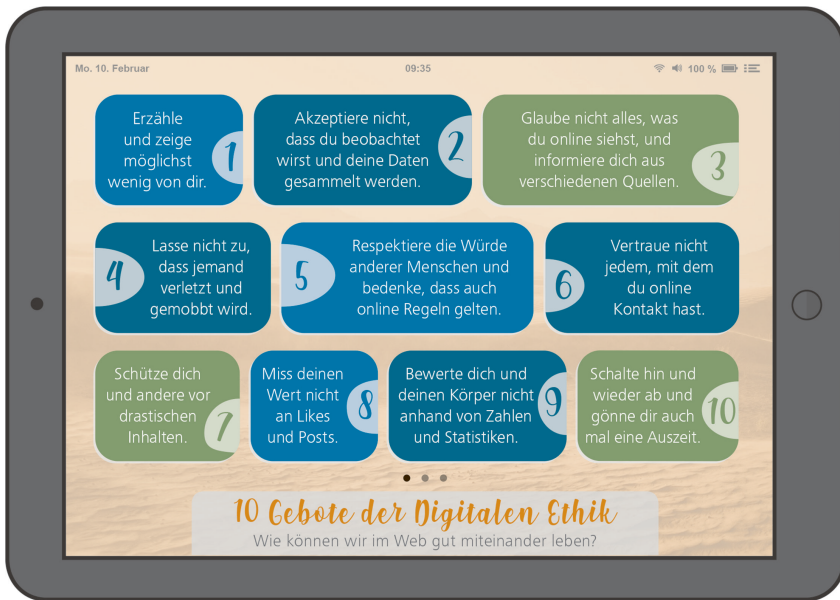 Mo. 10. Februar
09:35
100 %
Erzähle
und zeige
möglichst
wenig von dir.
1
Akzeptiere nicht,
dass du beobachtet
wirst und deine Daten
gesammelt werden.
2
Glaube nicht alles, was
du online siehst, und
informiere dich aus
verschiedenen Quellen.
3
4
Lasse nicht zu,
dass jemand
verletzt und
gemobbt wird.
5
Respektiere die Würde
anderer Menschen und
bedenke, dass auch
online Regeln gelten.
6
Vertraue nicht
jedem, mit dem
du online
Kontakt hast.
Schütze dich
und andere vor
drastischen
Inhalten.
7
Miss deinen
Wert nicht
an Likes
und Posts.
8
Bewerte dich und
deinen Körper nicht
anhand von Zahlen
und Statistiken.
9
Schalte hin und
wieder ab und
gönne dir auch
mal eine Auszeit.
10
10 Gebote der Digitalen Ethik
Wie können wir im Web gut miteinander leben?